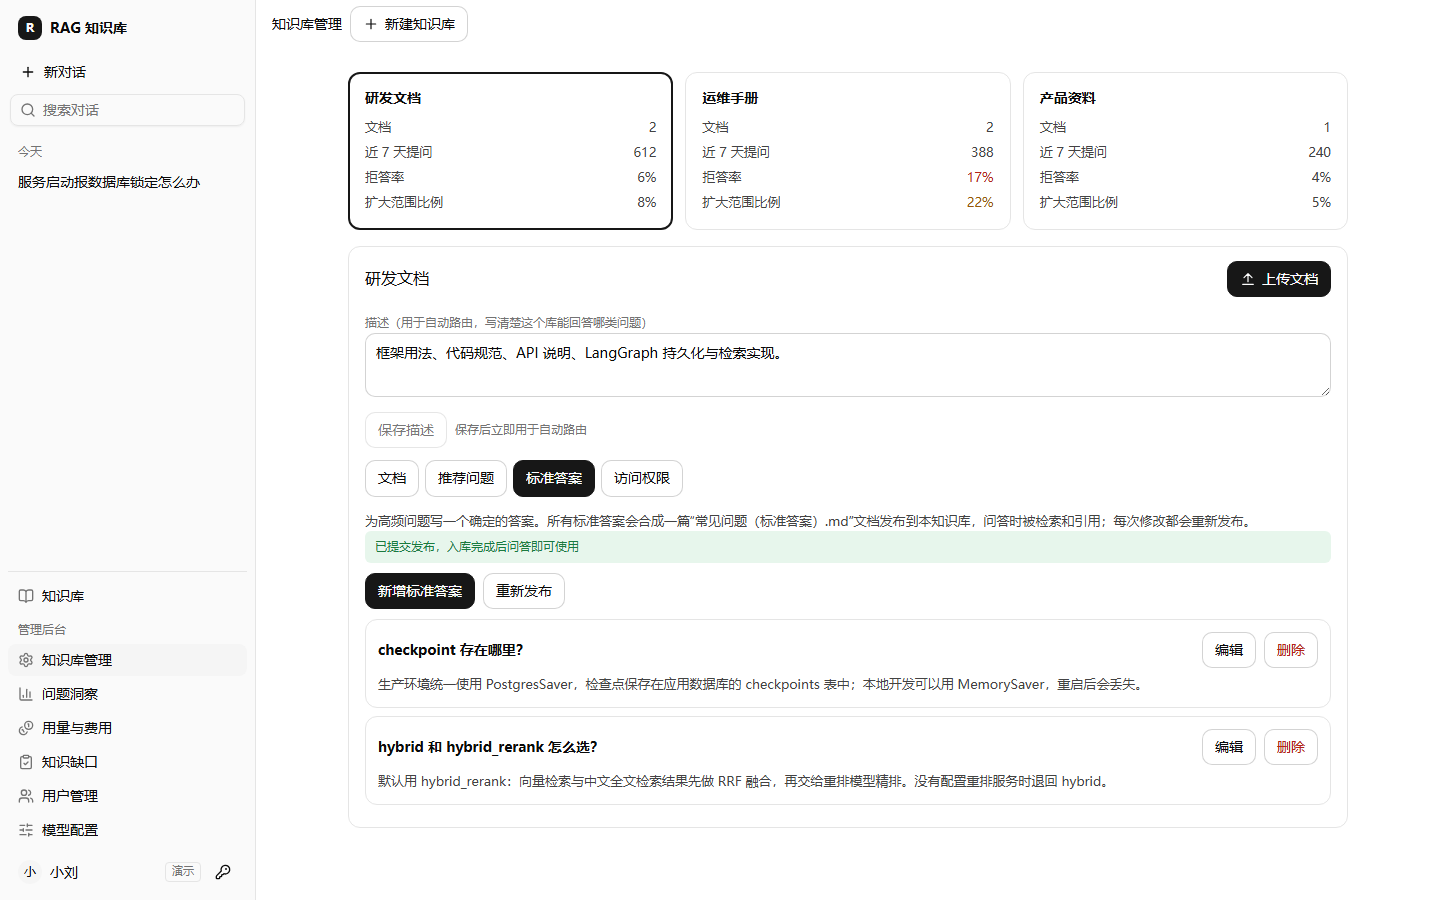 R RAG 知识库
新对话
搜索对话
今天
服务启动报数据库锁定怎么办
知识库
管理后台
知识库管理
问题洞察
用量与费用
知识缺口
用户管理
模型配置
小 小刘 演示
知识库管理 新建知识库
研发文档
文档 2
近 7 天提问 612
拒答率 6%
扩大范围比例 8%
运维手册
文档 2
近 7 天提问 388
拒答率 17%
扩大范围比例 22%
产品资料
文档 1
近 7 天提问 240
拒答率 4%
扩大范围比例 5%
研发文档 上传文档
描述（用于自动路由，写清楚这个库能回答哪类问题）
框架用法、代码规范、API 说明、LangGraph 持久化与检索实现。
保存描述 保存后立即用于自动路由
文档 推荐问题 标准答案 访问权限
为高频问题写一个确定的答案。所有标准答案会合成一篇“常见问题（标准答案）.md”文档发布到本知识库，问答时被检索和引用；每次修改都会重新发布。
已提交发布，入库完成后问答即可使用
新增标准答案 重新发布
checkpoint 存在哪里？ 编辑 删除
生产环境统一使用 PostgresSaver，检查点保存在应用数据库的 checkpoints 表中；本地开发可以用 MemorySaver，重启后会丢失。
hybrid 和 hybrid_rerank 怎么选？ 编辑 删除
默认用 hybrid_rerank：向量检索与中文全文检索结果先做 RRF 融合，再交给重排模型精排。没有配置重排服务时退回 hybrid。